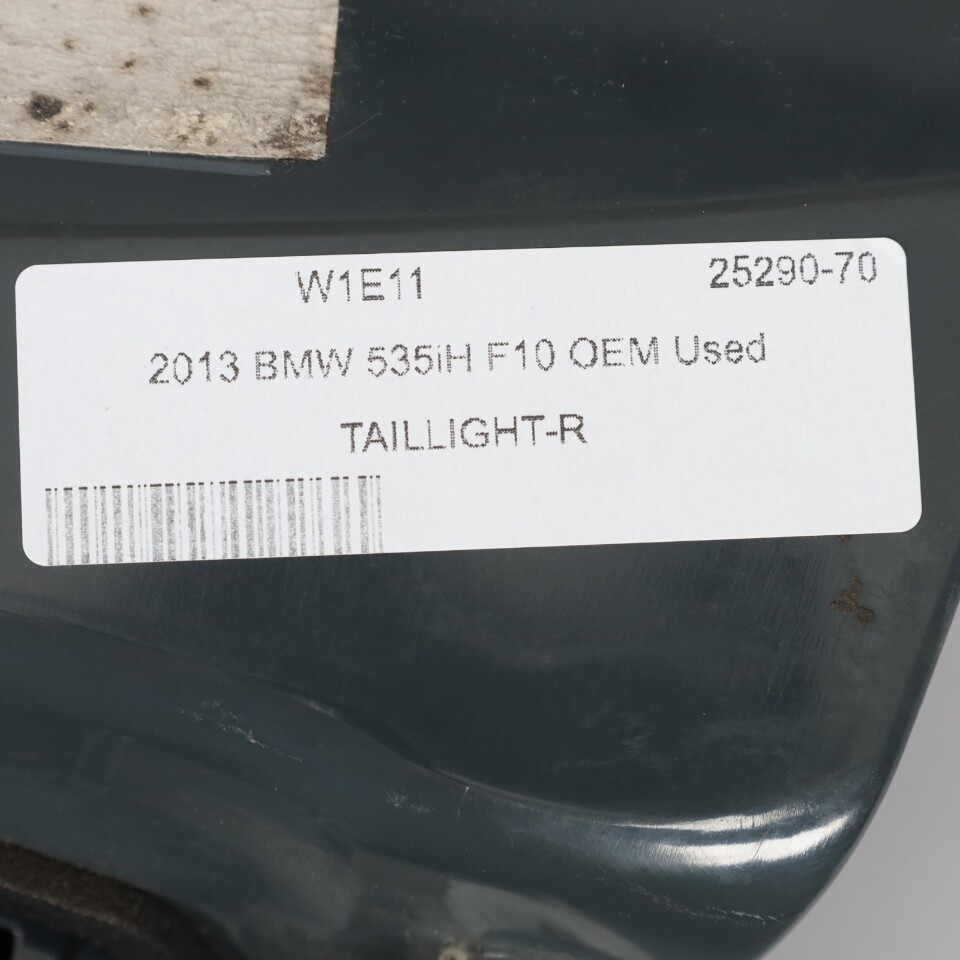 W1E11 25290-70
2013 BMW 535iH F10 OEM Used
TAILLIGHT-R